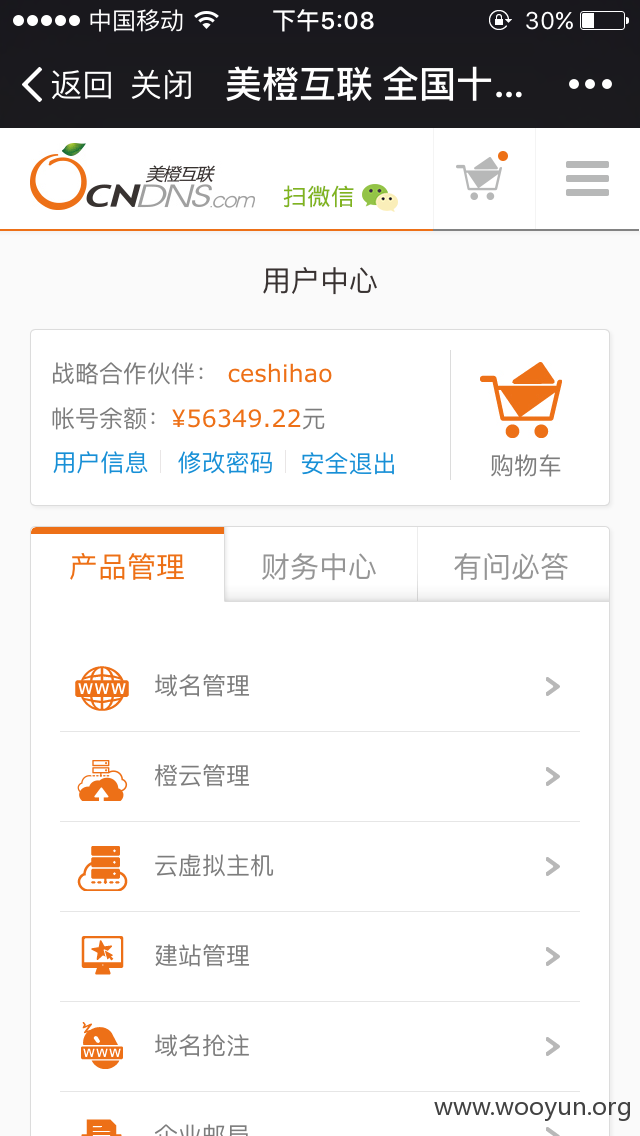 中国移动 下午5:08 30%
返回 关闭 美橙互联 全国十...
美橙互联
CNDNS.com 扫微信
用户中心
战略合作伙伴： ceshihao
帐号余额： ¥56349.22元
用户信息 修改密码 安全退出
购物车
产品管理 财务中心 有问必答
WWW 域名管理
橙云管理
云虚拟主机
建站管理
WWW 域名抢注
企业邮局
www.wooyun.org